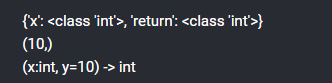 {'x': <class 'int'>, 'return': <class 'int'>}
(10,)
(x:int, y=10) -> int